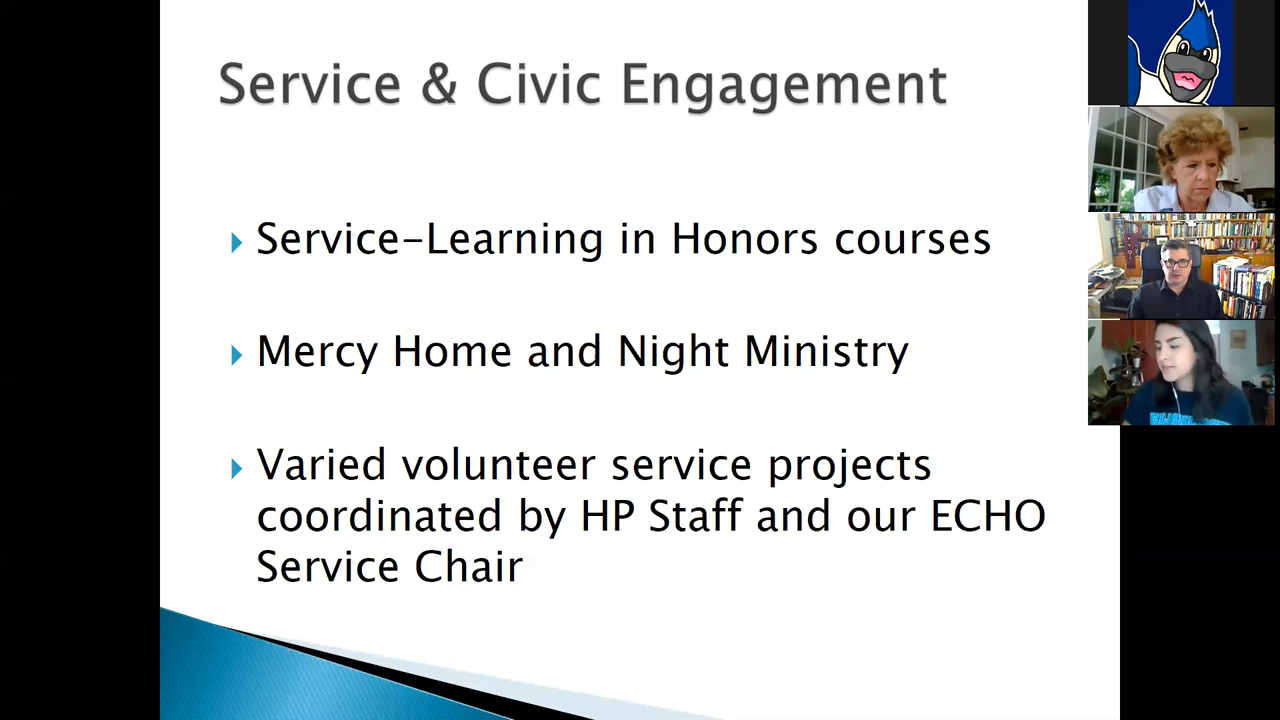 Service & Civic Engagement
Service-Learning in Honors courses
Mercy Home and Night Ministry
Varied volunteer service projects
coordinated by HP Staff and our ECHO
Service Chair